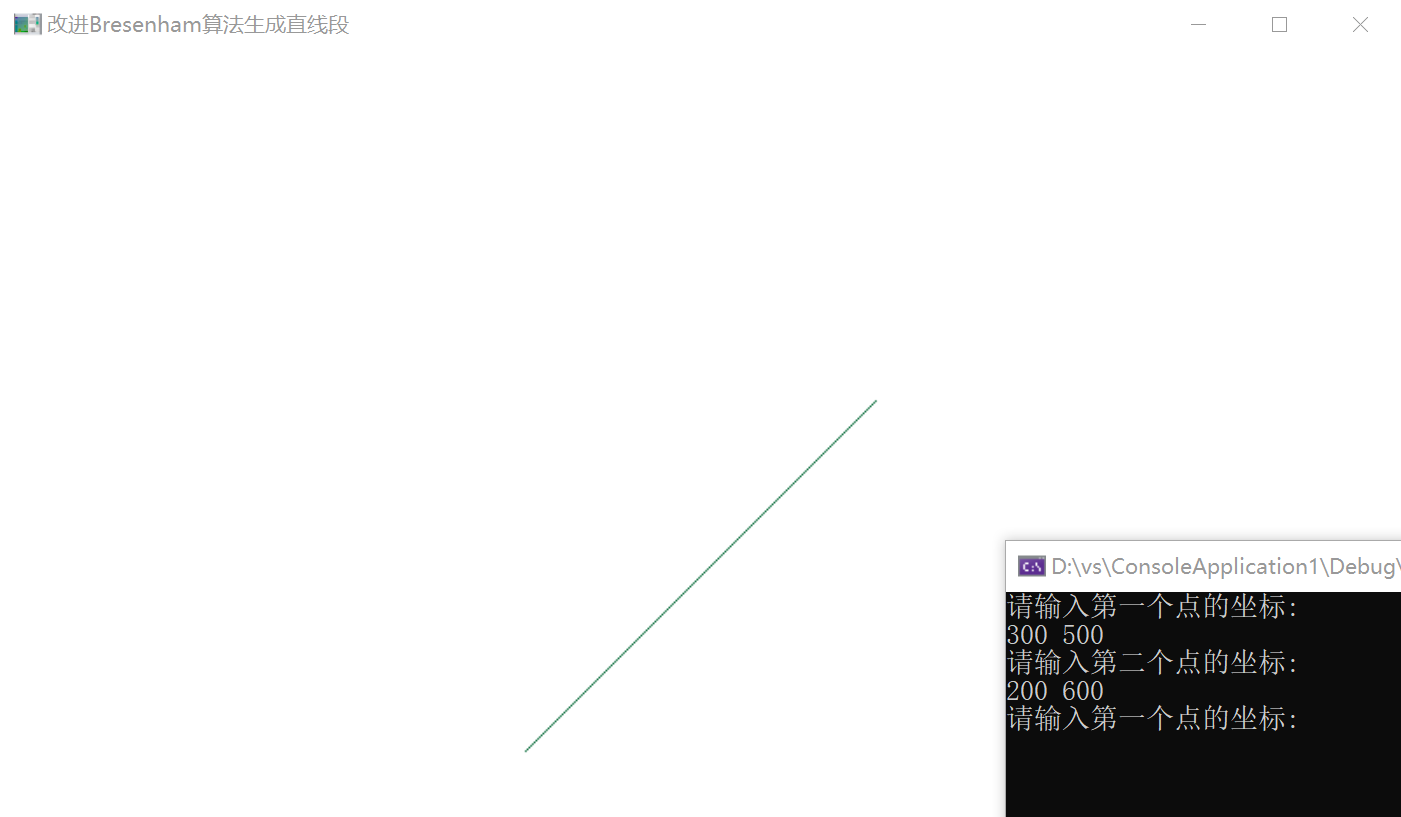 改进Bresenham算法生成直线段
D:\vs\ConsoleApplication1\Debug\
请输入第一个点的坐标:
300 500
请输入第二个点的坐标:
200 600
请输入第一个点的坐标: